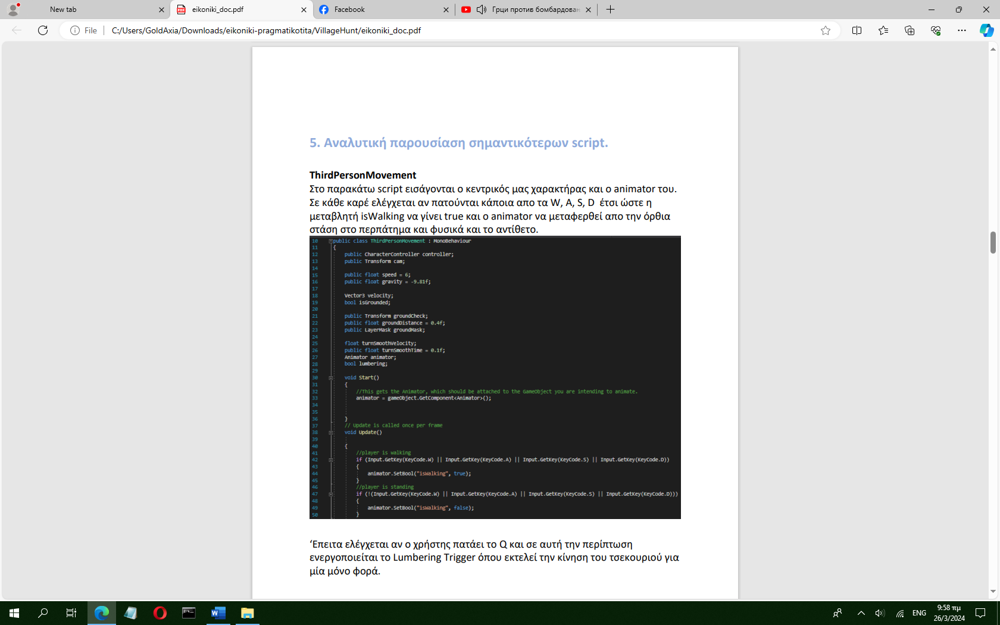 New tab
eikoniki_doc.pdf
Facebook
Грци против бомбардован
File
C:/Users/GoldAxia/Downloads/eikoniki-pragmatikotita/VillageHunt/eikoniki_doc.pdf
5. Αναλυτική παρουσίαση σημαντικότερων script.
ThirdPersonMovement
Στο παρακάτω script εισάγονται ο κεντρικός μας χαρακτήρας και ο animator του.
Σε κάθε καρέ ελέγχεται αν πατούνται κάποια απο τα W, A, S, D έτσι ώστε η
μεταβλητή isWalking να γίνει true και ο animator να μεταφερθεί απο την όρθια
στάση στο περπάτημα και φυσικά και το αντίθετο.
10 public class ThirdPersonMovement : MonoBehaviour
11 {
12 public CharacterController controller;
13 public Transform cam;
14
15 public float speed = 6;
16 public float gravity = -9.81f;
17
18 Vector3 velocity;
19 bool isGrounded;
20
21 public Transform groundCheck;
22 public float groundDistance = 0.4f;
23 public LayerMask groundMask;
24
25 float turnSmoothVelocity;
26 public float turnSmoothTime = 0.1f;
27 Animator animator;
28 bool lumbering;
29
30 void Start()
31 {
32 //This gets the Animator, which should be attached to the GameObject you are intending to animate.
33 animator = gameObject.GetComponent<Animator>();
34
35
36 }
37 // Update is called once per frame
38 void Update()
39
40 {
41 //player is walking
42 if (Input.GetKey(KeyCode.W) || Input.GetKey(KeyCode.A) || Input.GetKey(KeyCode.S) || Input.GetKey(KeyCode.D))
43 {
44 animator.SetBool("isWalking", true);
45 }
46 //player is standing
47 if (!(Input.GetKey(KeyCode.W) || Input.GetKey(KeyCode.A) || Input.GetKey(KeyCode.S) || Input.GetKey(KeyCode.D)))
48 {
49 animator.SetBool("isWalking", false);
50 }
‘Επειτα ελέγχεται αν ο χρήστης πατάει το Q και σε αυτή την περίπτωση
ενεργοποιείται το Lumbering Trigger όπου εκτελεί την κίνηση του τσεκουριού για
μία μόνο φορά.
ENG
9:58 πμ
26/3/2024